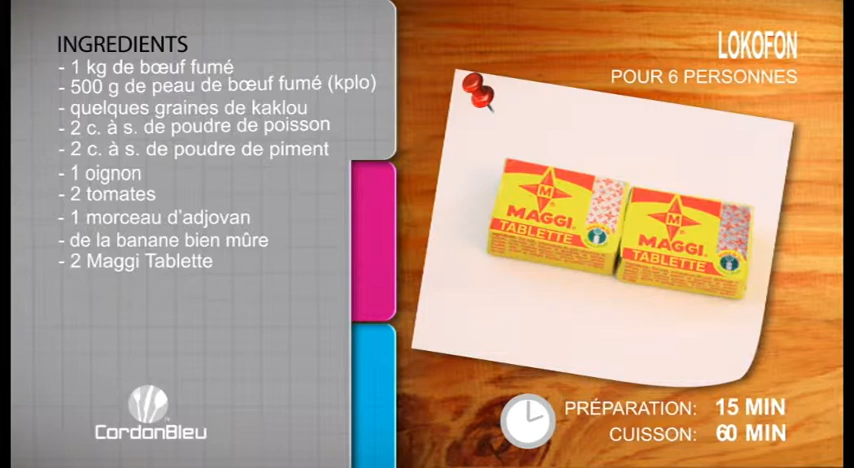 INGREDIENTS
- 1 kg de bœuf fumé
- 500 g de peau de bœuf fumé (kplo)
- quelques graines de kaklou
- 2 c. à s. de poudre de poisson
- 2 c. à s. de poudre de piment
- 1 oignon
- 2 tomates
- 1 morceau d'adjovan
- de la banane bien mûre
- 2 Maggi Tablette
CordonBleu
LOKOFON
POUR 6 PERSONNES
M
MAGGI
TABLETTE
M
MAGGI
TABLETTE
PRÉPARATION: 15 MIN
CUISSON: 60 MIN